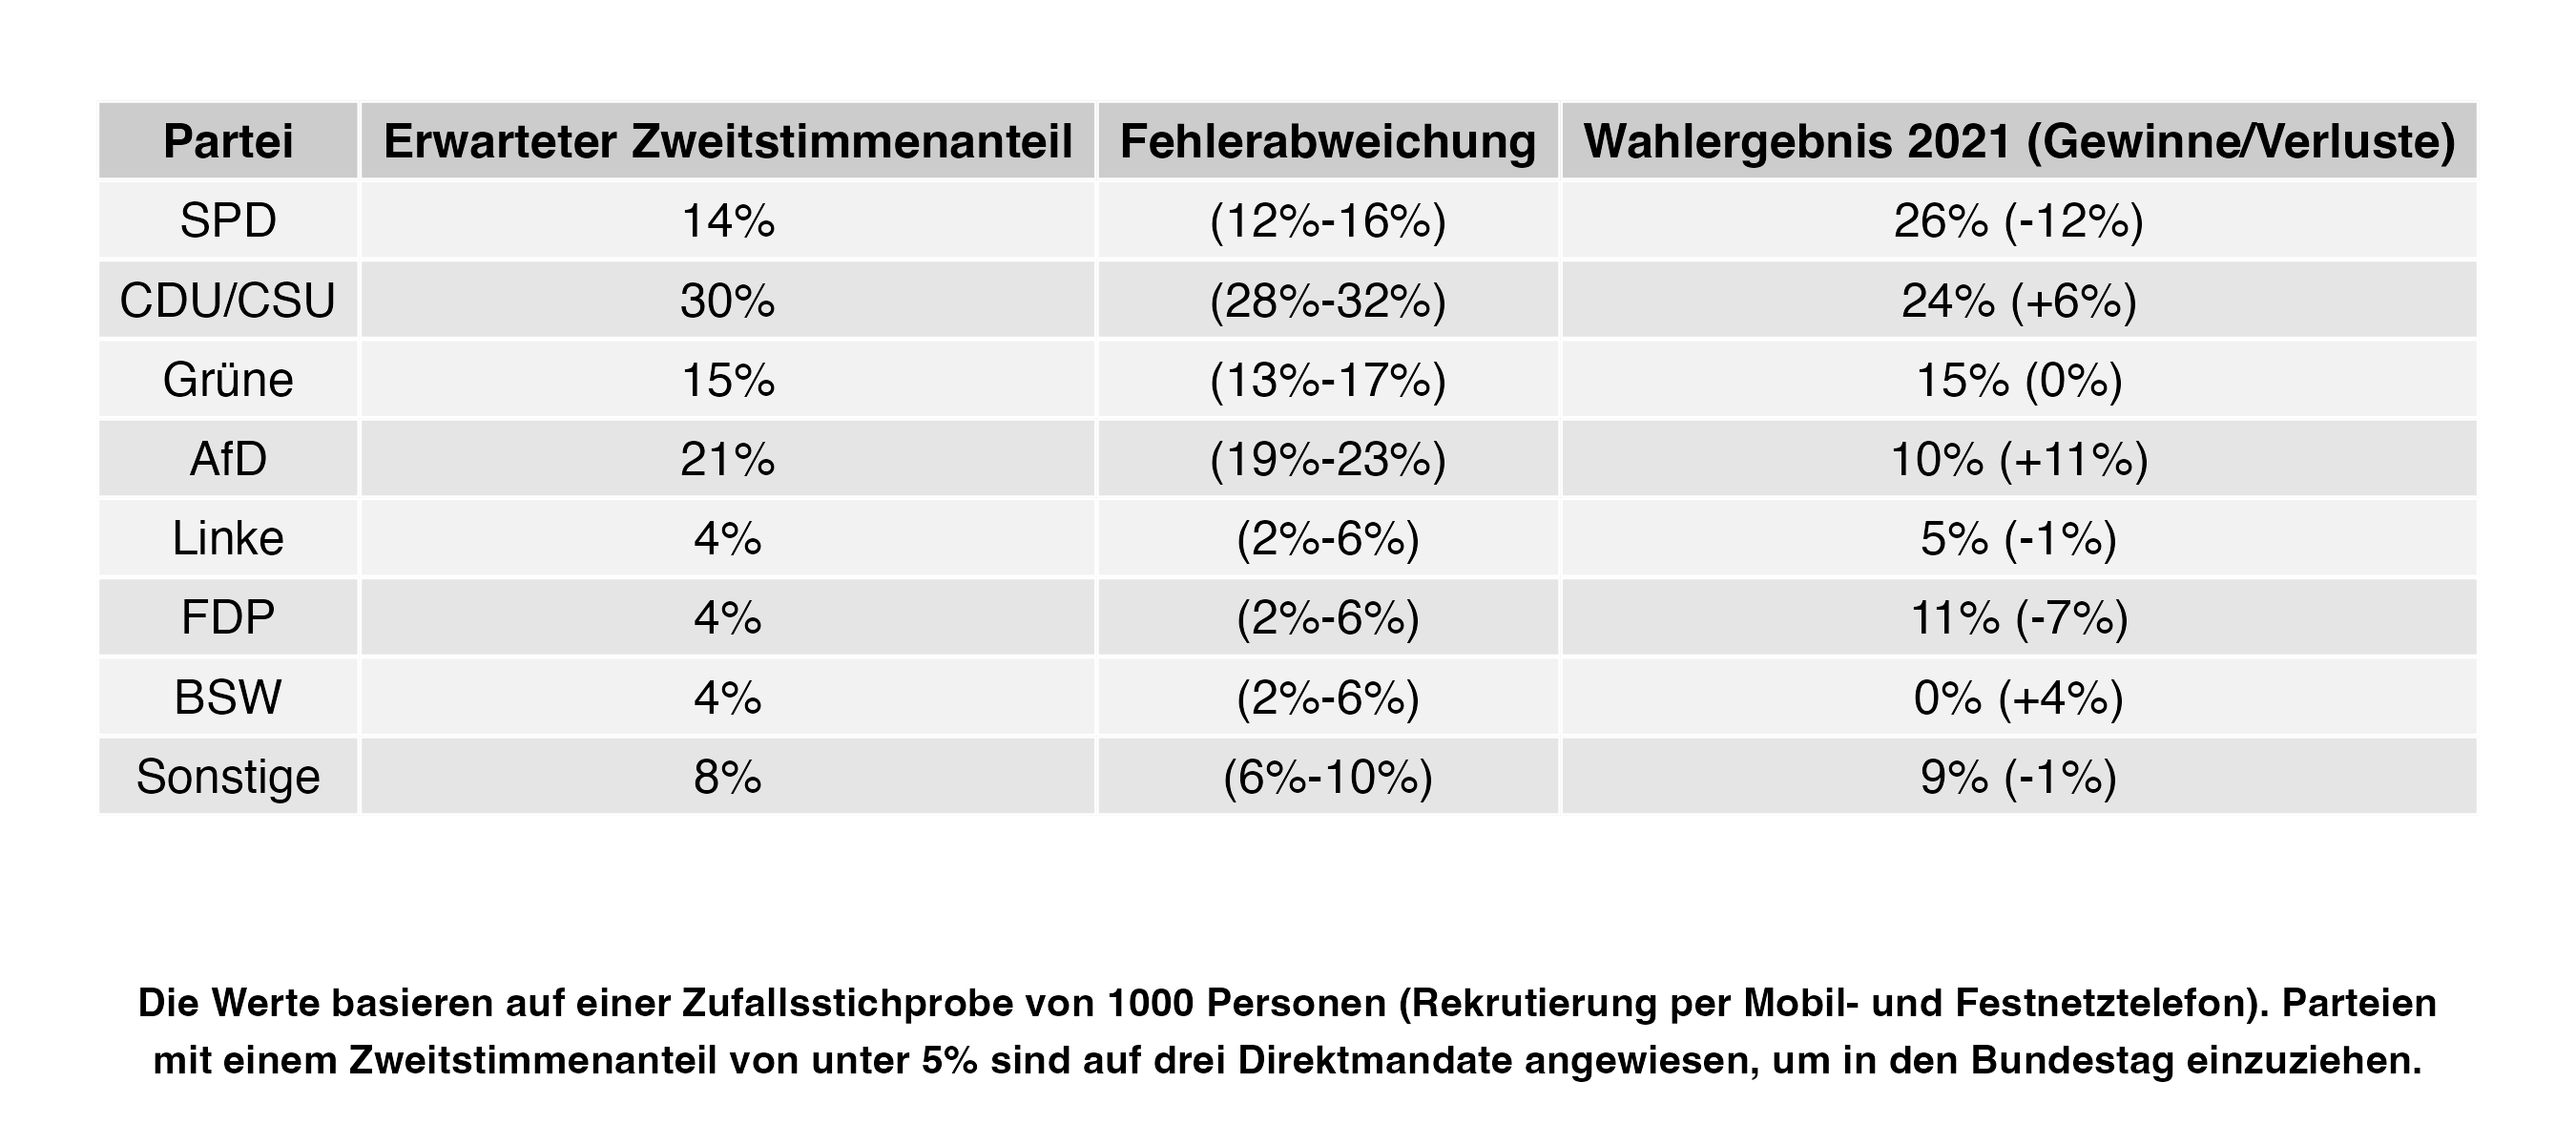 Partei Erwarteter Zweitstimmenanteil Fehlerabweichung Wahlergebnis 2021 (Gewinne/Verluste)
SPD 14% (12%-16%) 26% (-12%)
CDU/CSU 30% (28%-32%) 24% (+6%)
Grüne 15% (13%-17%) 15% (0%)
AfD 21% (19%-23%) 10% (+11%)
Linke 4% (2%-6%) 5% (-1%)
FDP 4% (2%-6%) 11% (-7%)
BSW 4% (2%-6%) 0% (+4%)
Sonstige 8% (6%-10%) 9% (-1%)
Die Werte basieren auf einer Zufallsstichprobe von 1000 Personen (Rekrutierung per Mobil- und Festnetztelefon). Parteien
mit einem Zweitstimmenanteil von unter 5% sind auf drei Direktmandate angewiesen, um in den Bundestag einzuziehen.